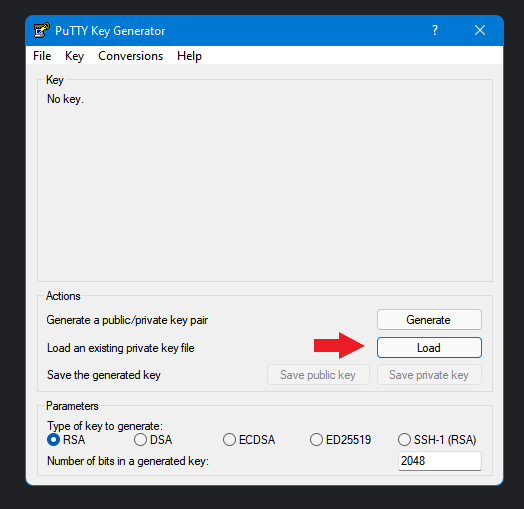 PuTTY Key Generator ?
File Key Conversions Help
Key
No key.
Actions
Generate a public/private key pair Generate
Load an existing private key file Load
Save the generated key Save public key Save private key
Parameters
Type of key to generate:
RSA DSA ECDSA ED25519 SSH-1 (RSA)
Number of bits in a generated key: 2048